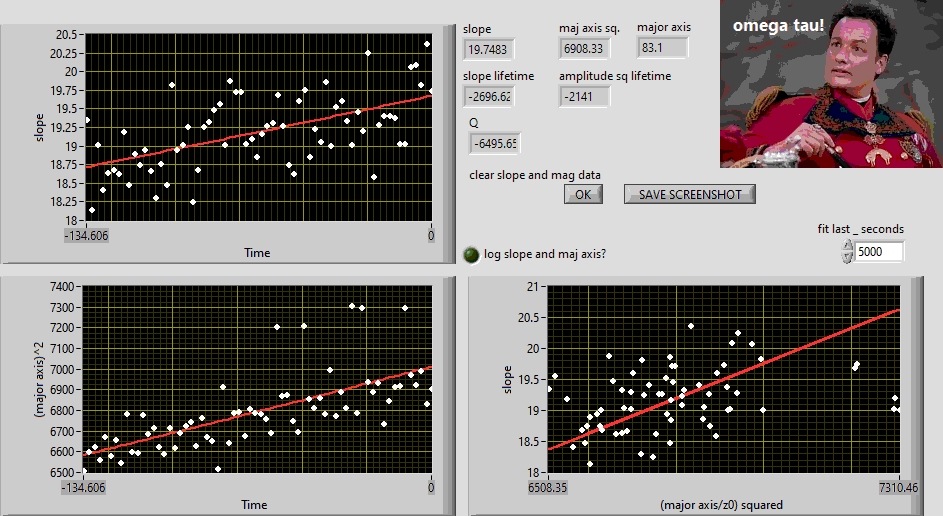 20.5
20.25
20
19.75
19.5
19.25
19
18.75
18.5
18.25
18
slope
-134.606
0
Time
slope
maj axis sq.
major axis
19.7483
6908.33
83.1
slope lifetime
amplitude sq lifetime
-2696.62
-2141
Q
-6495.65
omega tau!
clear slope and mag data
OK
SAVE SCREENSHOT
fit last _ seconds
5000
log slope and maj axis?
7400
7300
7200
7100
7000
6900
6800
6700
6600
6500
(major axis)^2
-134.606
0
Time
21
20.5
20
19.5
19
18.5
18
slope
6508.35
7310.46
(major axis/z0) squared